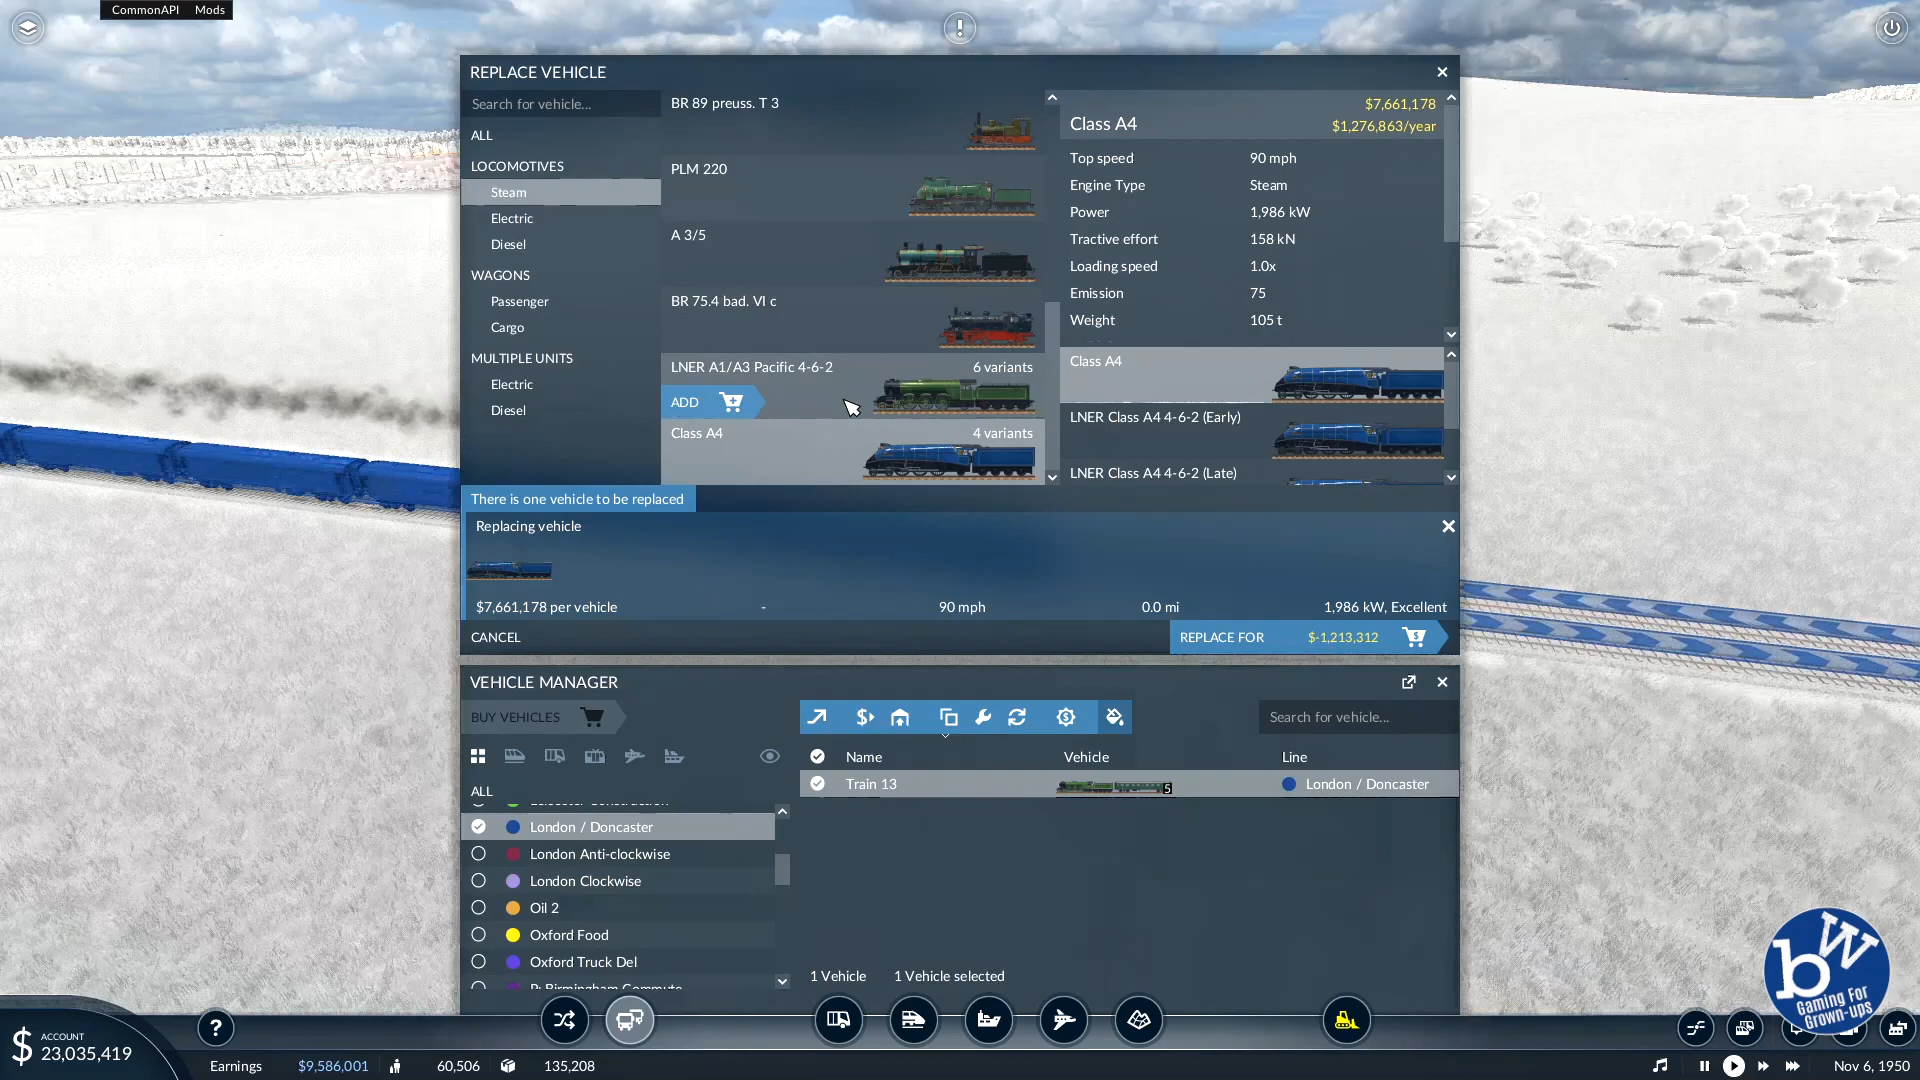 CommonAPI Mods
REPLACE VEHICLE
Search for vehicle...
ALL
LOCOMOTIVES
Steam
Electric
Diesel
WAGONS
Passenger
Cargo
MULTIPLE UNITS
Electric
Diesel
BR 89 preuss. T 3
PLM 220
A 3/5
BR 75.4 bad. VI c
LNER A1/A3 Pacific 4-6-2 6 variants
ADD
Class A4 4 variants
$7,661,178
Class A4 $1,276,863/year
Top speed 90 mph
Engine Type Steam
Power 1,986 kW
Tractive effort 158 kN
Loading speed 1.0x
Emission 75
Weight 105 t
Class A4
LNER Class A4 4-6-2 (Early)
LNER Class A4 4-6-2 (Late)
There is one vehicle to be replaced
Replacing vehicle
$7,661,178 per vehicle - 90 mph 0.0 mi 1,986 kW, Excellent
CANCEL
REPLACE FOR $-1,213,312
VEHICLE MANAGER
BUY VEHICLES
Search for vehicle...
ALL
London / Doncaster
London Anti-clockwise
London Clockwise
Oil 2
Oxford Food
Oxford Truck Del
Name Vehicle Line
Train 13 5 London / Doncaster
1 Vehicle 1 Vehicle selected
bW
Gaming For
Grown-ups
?
$ ACCOUNT
23,035,419
Earnings $9,586,001 60,506 135,208
Nov 6, 1950